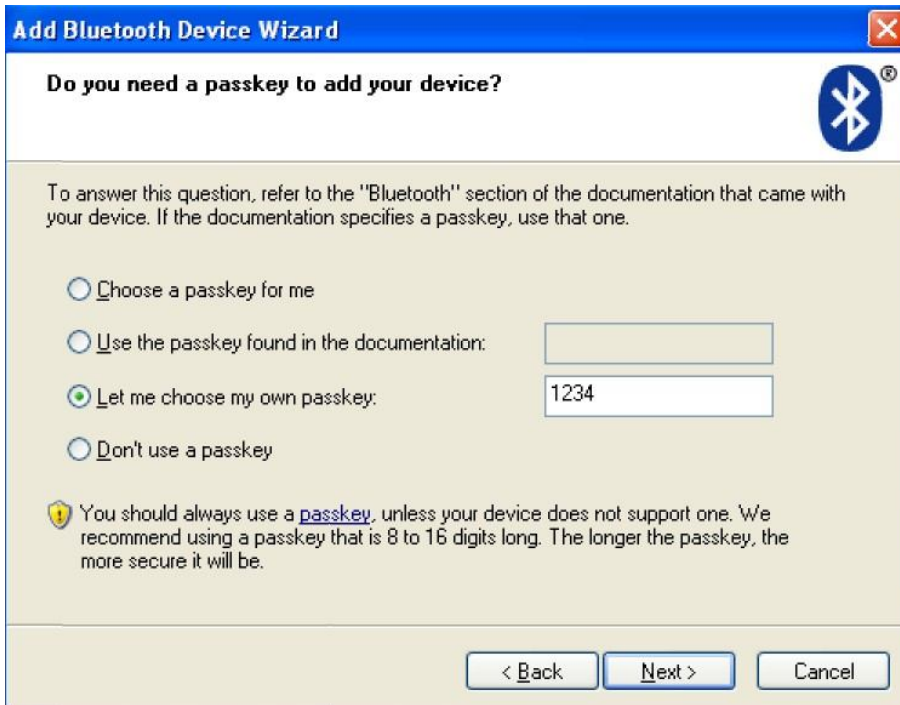 Add Bluetooth Device Wizard
Do you need a passkey to add your device?
®
To answer this question, refer to the "Bluetooth" section of the documentation that came with
your device. If the documentation specifies a passkey, use that one.
Choose a passkey for me
Use the passkey found in the documentation:
Let me choose my own passkey: 1234
Don't use a passkey
You should always use a passkey, unless your device does not support one. We
recommend using a passkey that is 8 to 16 digits long. The longer the passkey, the
more secure it will be.
< Back Next > Cancel